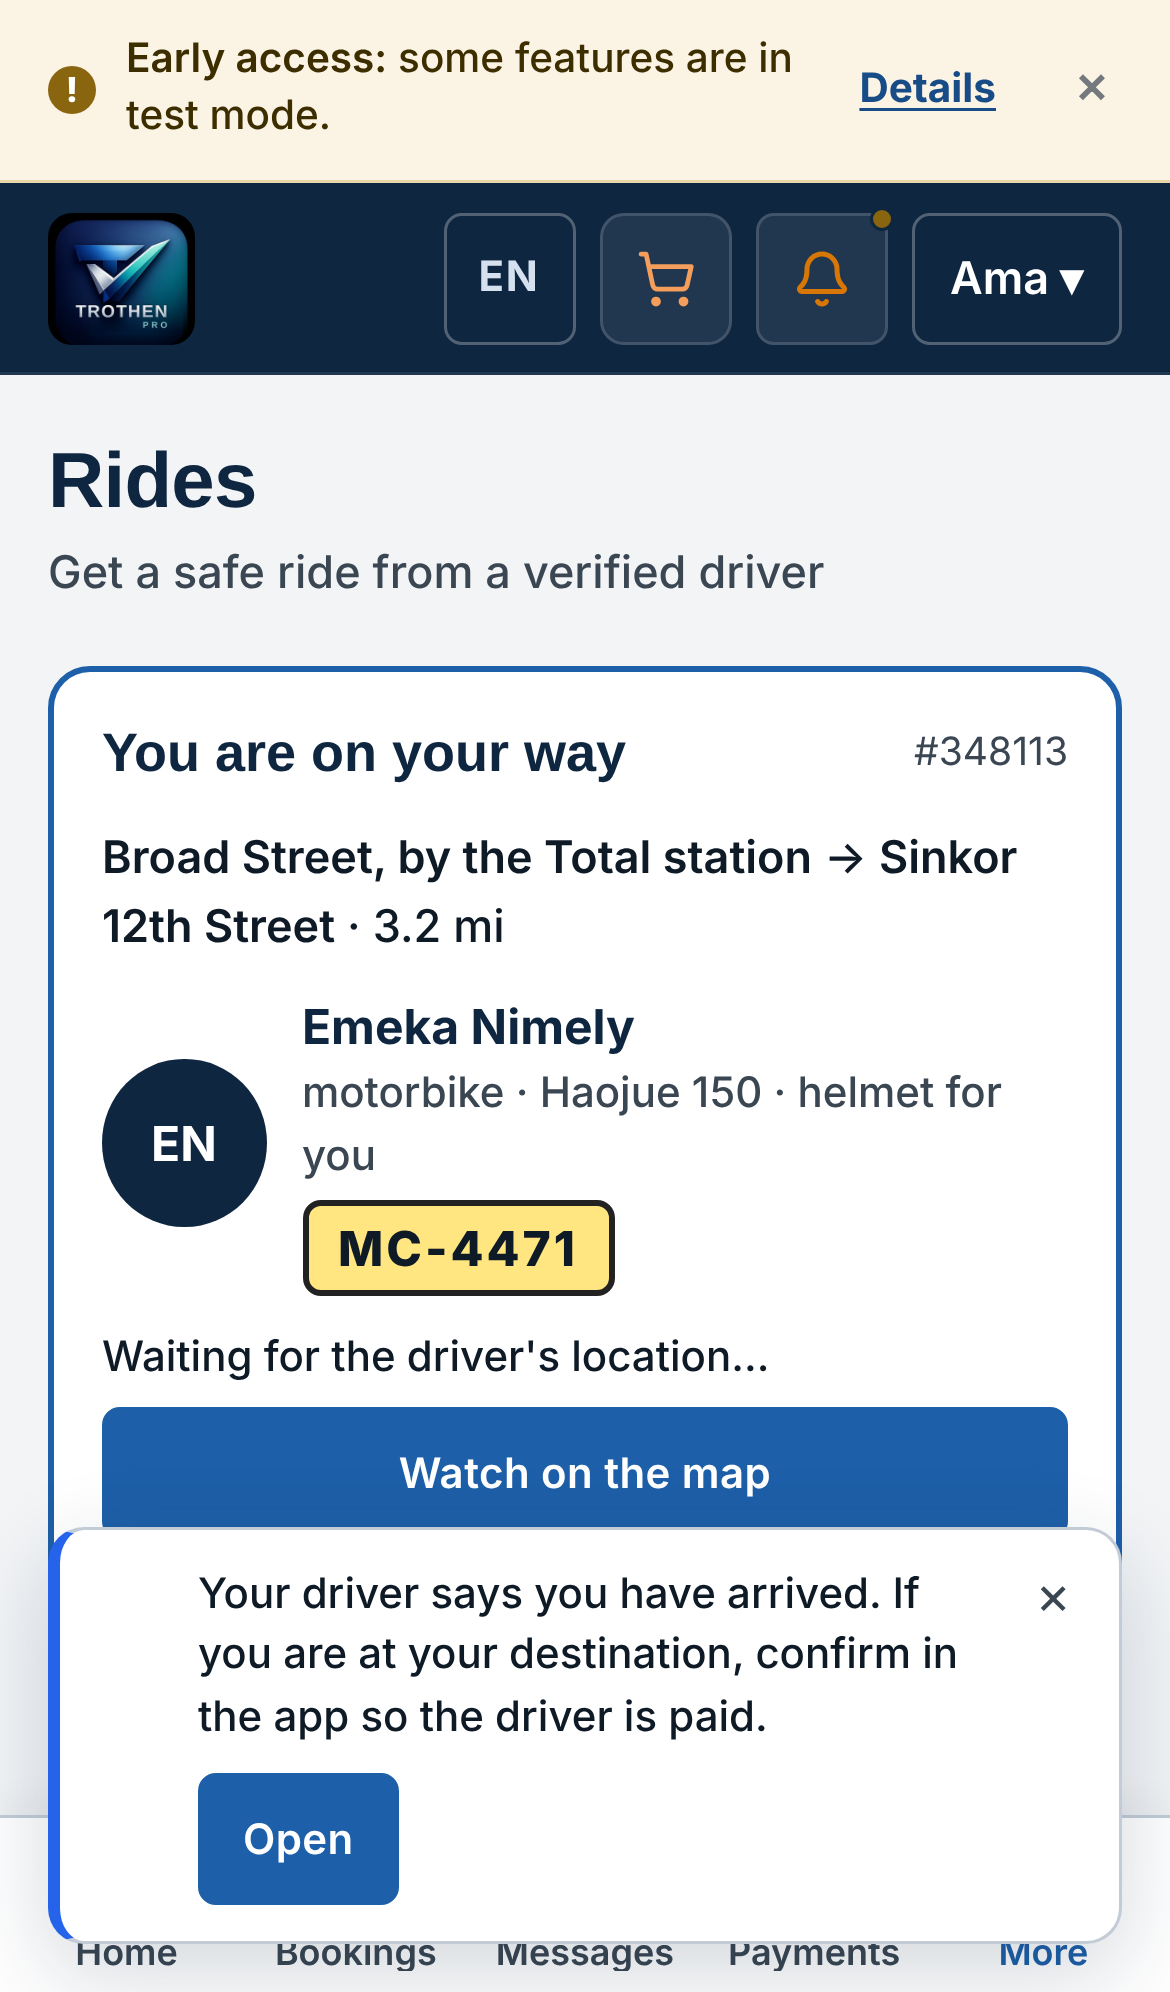 Early access: some features are in
test mode.
Details
×
!
TROTHEN
PRO
EN
Ama ▾
Rides
Get a safe ride from a verified driver
You are on your way
#348113
Broad Street, by the Total station → Sinkor
12th Street · 3.2 mi
Emeka Nimely
motorbike · Haojue 150 · helmet for
you
EN
MC-4471
Waiting for the driver's location...
Watch on the map
Your driver says you have arrived. If
you are at your destination, confirm in
the app so the driver is paid.
×
Open
Home
Bookings
Messages
Payments
More